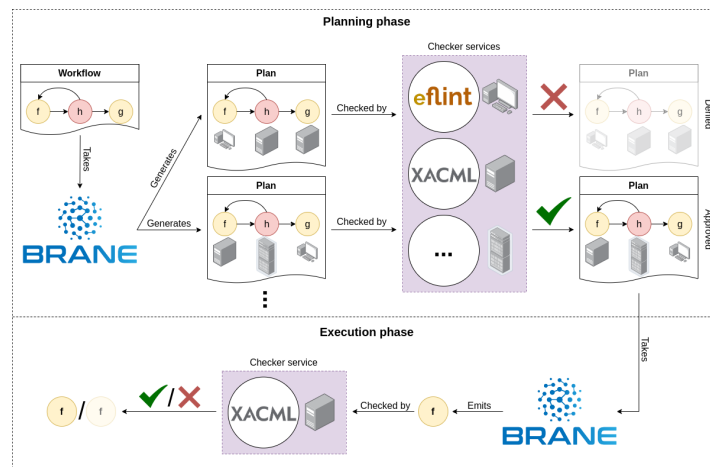 Planning phase
Checker services
Workflow
f h g
Takes
BRANE
Generates
Generates
Plan
f h g
Plan
f h g
...
Checked by
Checked by
eflint
XACML
...
Plan
f h g
Denied
Plan
f h g
Approved
Takes
Execution phase
BRANE
Emits
f
Checked by
Checker service
XACML
/
f / f